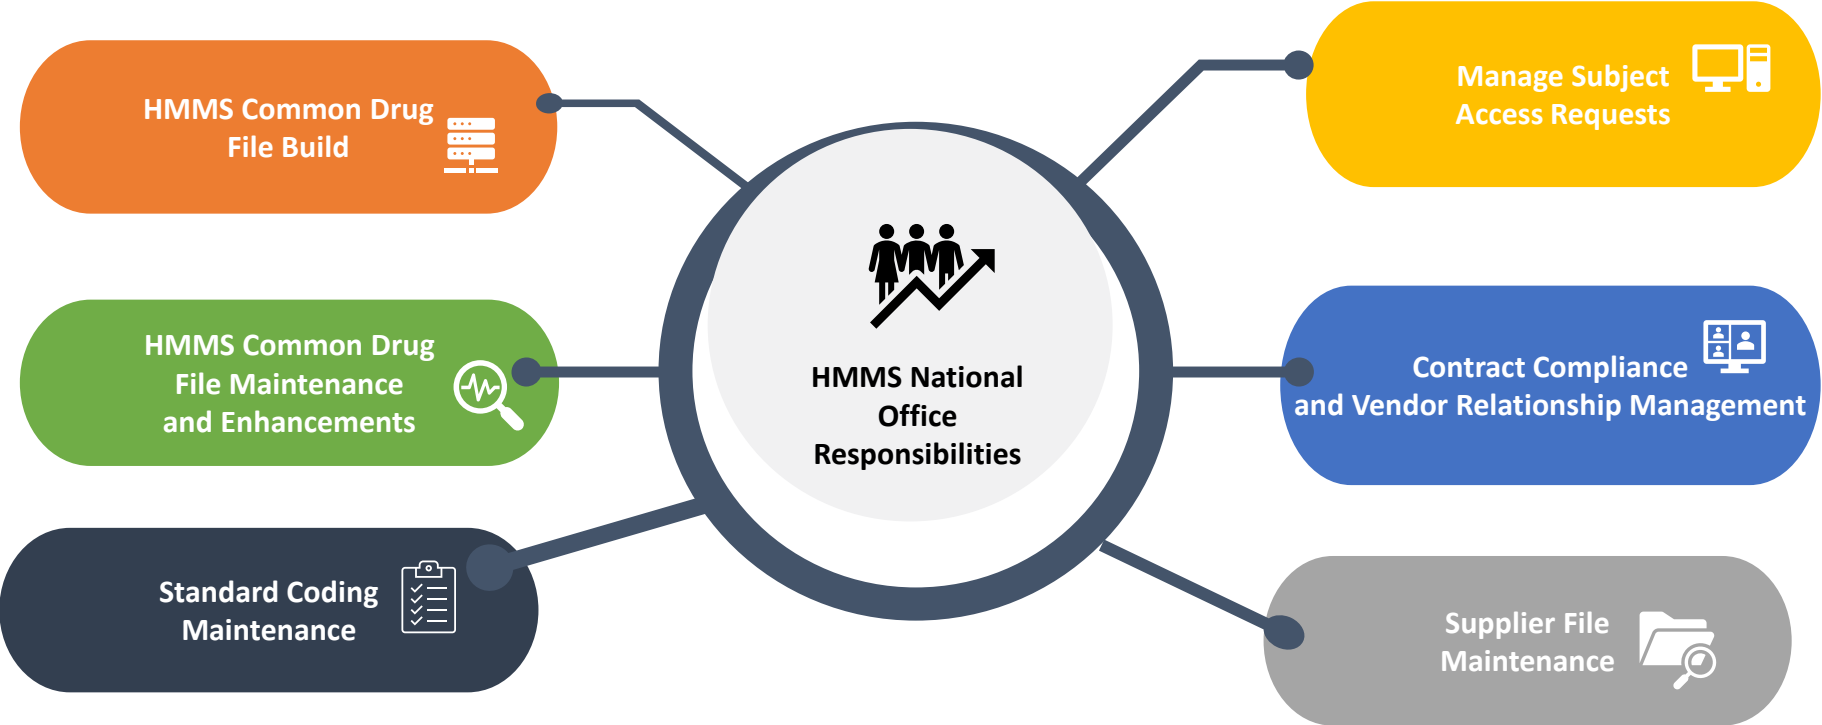 HMMS Common Drug
File Build
HMMS Common Drug
File Maintenance
and Enhancements
Standard Coding
Maintenance
HMMS National
Office
Responsibilities
Manage Subject
Access Requests
Contract Compliance
and Vendor Relationship Management
Supplier File
Maintenance